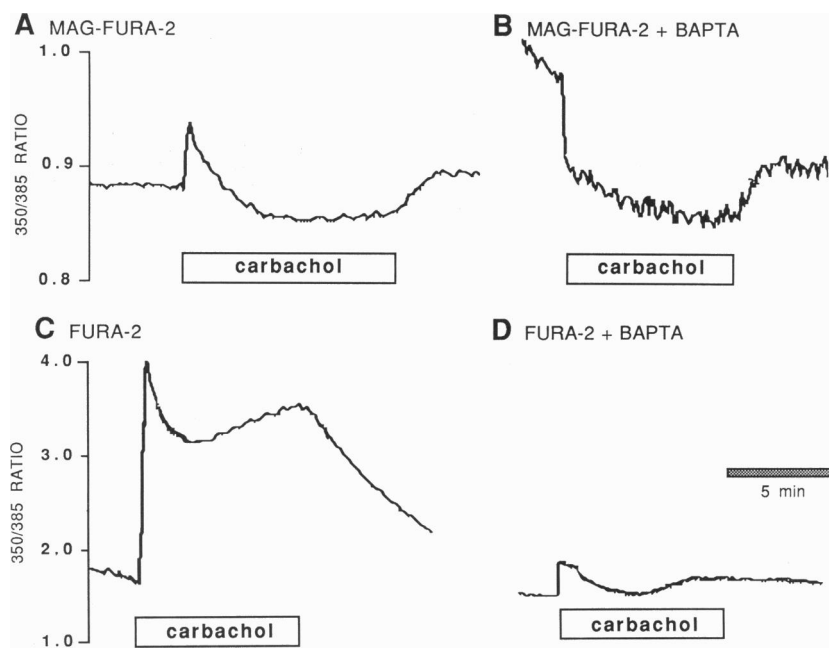 A MAG-FURA-2
B MAG-FURA-2 + BAPTA
1.0
0.9
0.8
350/385 RATIO
carbachol
carbachol
C FURA-2
D FURA-2 + BAPTA
4.0
3.0
2.0
1.0
350/385 RATIO
5 min
carbachol
carbachol